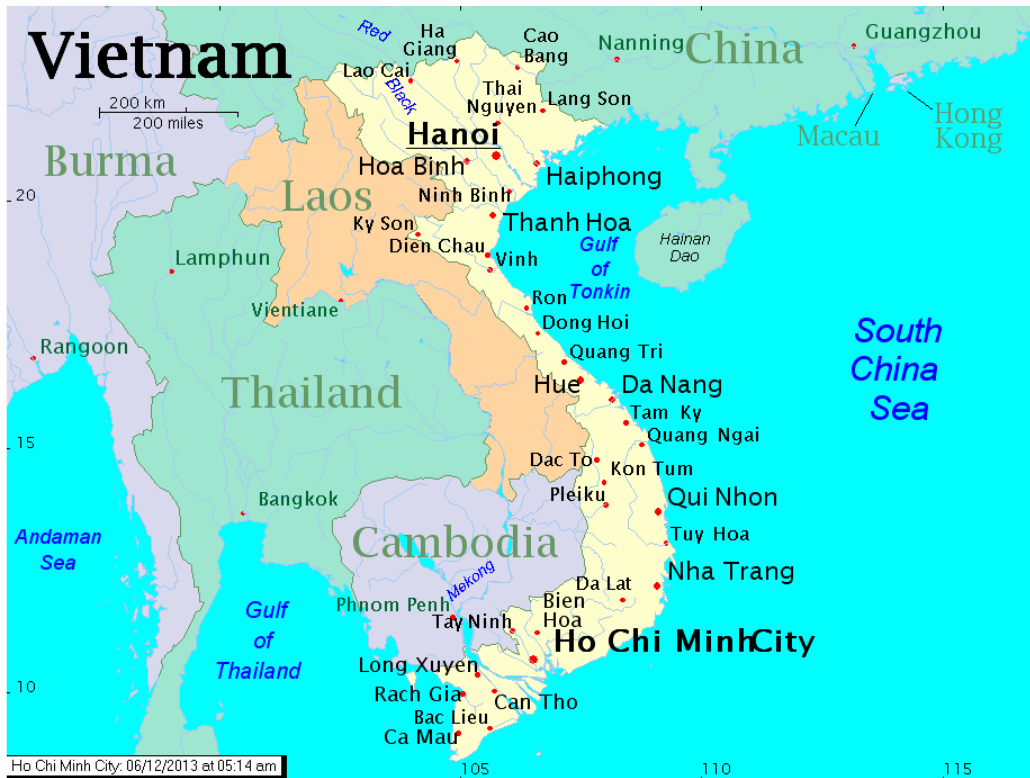 Vietnam
200 km
200 miles
Red
Ha
Giang
Cao
Bang
Nanning
China
Guangzhou
Lao Cai
Black
Thai
Nguyen
Lang Son
Macau
Hong
Kong
Burma
Hanoi
Hoa Binh
Haiphong
20
Laos
Ninh Binh
Ky Son
Thanh Hoa
Dien Chau
Vinh
Gulf
of
Tonkin
Hainan
Dao
Lamphun
Vientiane
Ron
Dong Hoi
Rangoon
Quang Tri
South
China
Sea
Thailand
Hue
Da Nang
Tam Ky
Quang Ngai
15
Dac To
Kon Tum
Pleiku
Qui Nhon
Bangkok
Andaman
Sea
Cambodia
Tuy Hoa
Mekong
Nha Trang
Da Lat
Phnom Penh
Bien
Hoa
Tay Ninh
Gulf
of
Thailand
Ho Chi Minh City
Long Xuyen
10
Rach Gia
Can Tho
Bac Lieu
Ca Mau
Ho Chi Minh City: 06/12/2013 at 05:14 am
105
110
115